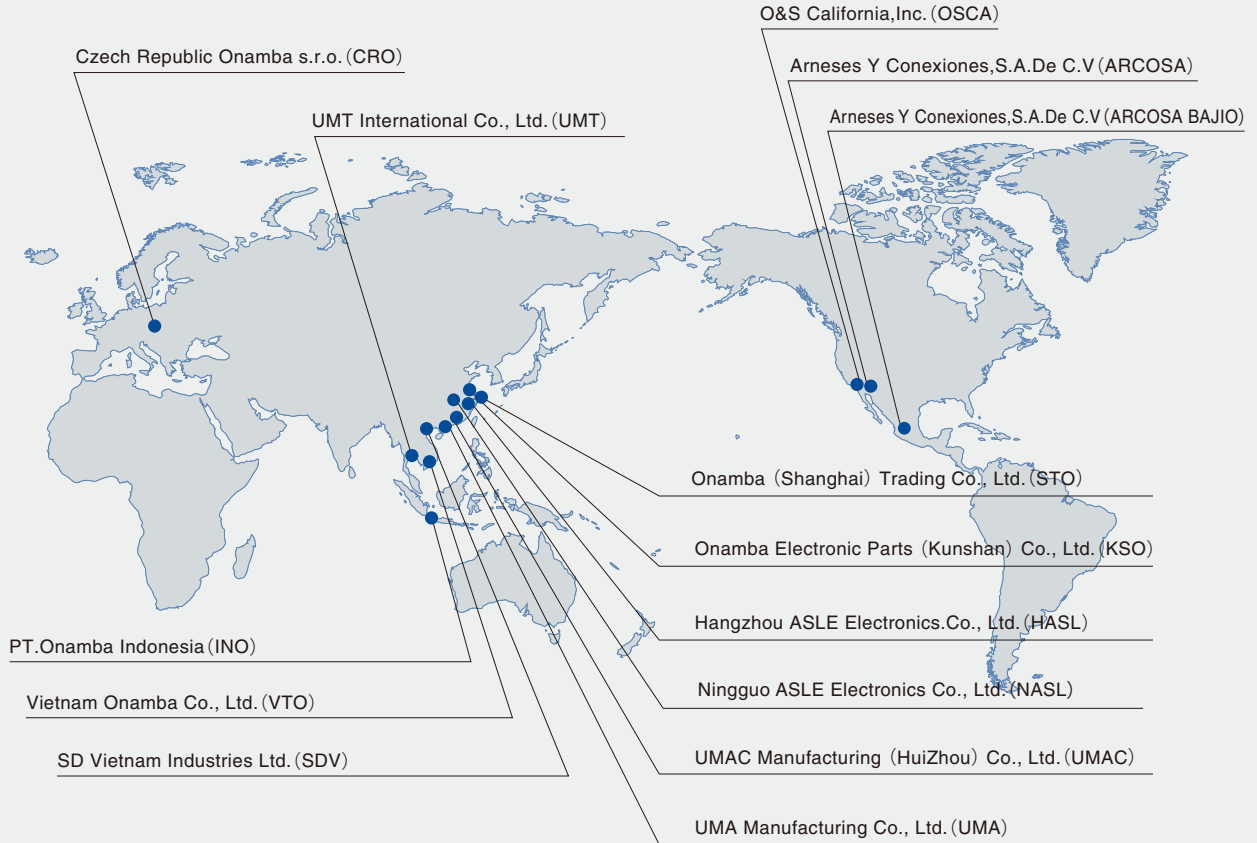 O&S California,Inc.（OSCA）
Czech Republic Onamba s.r.o.（CRO）
Arneses Y Conexiones,S.A.De C.V（ARCOSA）
UMT International Co., Ltd.（UMT）
Arneses Y Conexiones,S.A.De C.V（ARCOSA BAJIO）
Onamba（Shanghai）Trading Co., Ltd.（STO）
Onamba Electronic Parts（Kunshan）Co., Ltd.（KSO）
Hangzhou ASLE Electronics.Co., Ltd.（HASL）
PT.Onamba Indonesia（INO）
Ningguo ASLE Electronics Co., Ltd.（NASL）
Vietnam Onamba Co., Ltd.（VTO）
SD Vietnam Industries Ltd.（SDV）
UMAC Manufacturing（HuiZhou）Co., Ltd.（UMAC）
UMA Manufacturing Co., Ltd.（UMA）